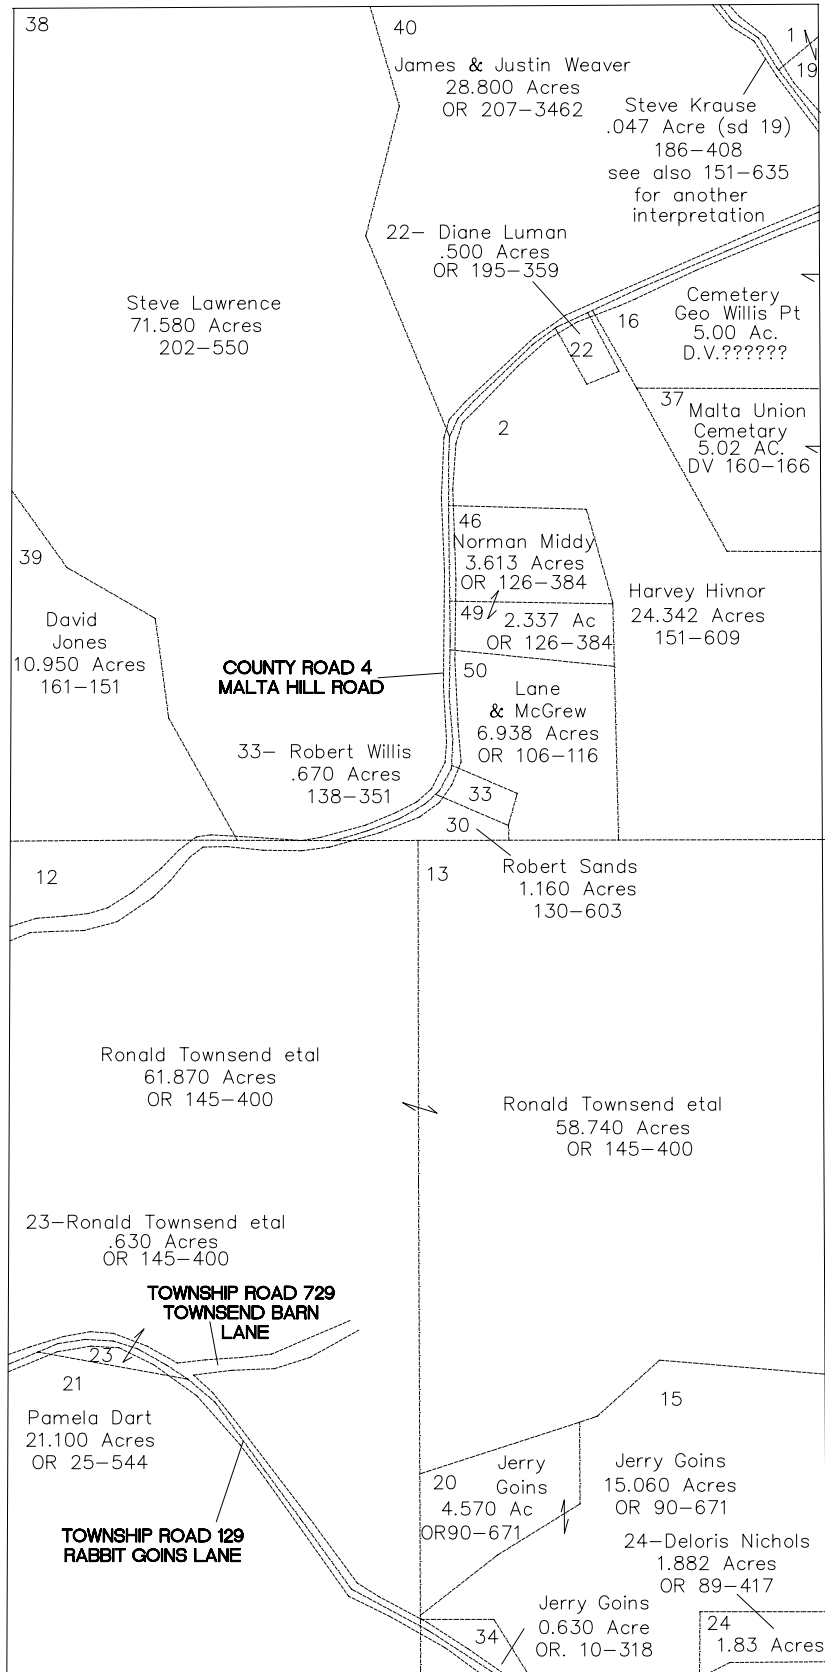 38
40
1
19
James & Justin Weaver
28.800 Acres
OR 207-3462
Steve Krause
.047 Acre (sd 19)
186-408
see also 151-635
for another
interpretation
22- Diane Luman
.500 Acres
OR 195-359
Steve Lawrence
71.580 Acres
202-550
Cemetery
Geo Willis Pt
5.00 Ac.
D.V.??????
16
22
37
Malta Union
Cemetary
5.02 AC.
DV 160-166
2
46
Norman Middy
3.613 Acres
OR 126-384
39
David
Jones
10.950 Acres
161-151
49
2.337 Ac
OR 126-384
Harvey Hivnor
24.342 Acres
151-609
COUNTY ROAD 4
MALTA HILL ROAD
50
Lane
& McGrew
6.938 Acres
OR 106-116
33- Robert Willis
.670 Acres
138-351
33
30
Robert Sands
1.160 Acres
130-603
12
13
Ronald Townsend etal
61.870 Acres
OR 145-400
Ronald Townsend etal
58.740 Acres
OR 145-400
23-Ronald Townsend etal
.630 Acres
OR 145-400
TOWNSHIP ROAD 729
TOWNSEND BARN
LANE
23
21
Pamela Dart
21.100 Acres
OR 25-544
15
20
Jerry
Goins
4.570 Ac
OR90-671
Jerry Goins
15.060 Acres
OR 90-671
TOWNSHIP ROAD 129
RABBIT GOINS LANE
24-Deloris Nichols
1.882 Acres
OR 89-417
Jerry Goins
0.630 Acre
OR. 10-318
34
24
1.83 Acres